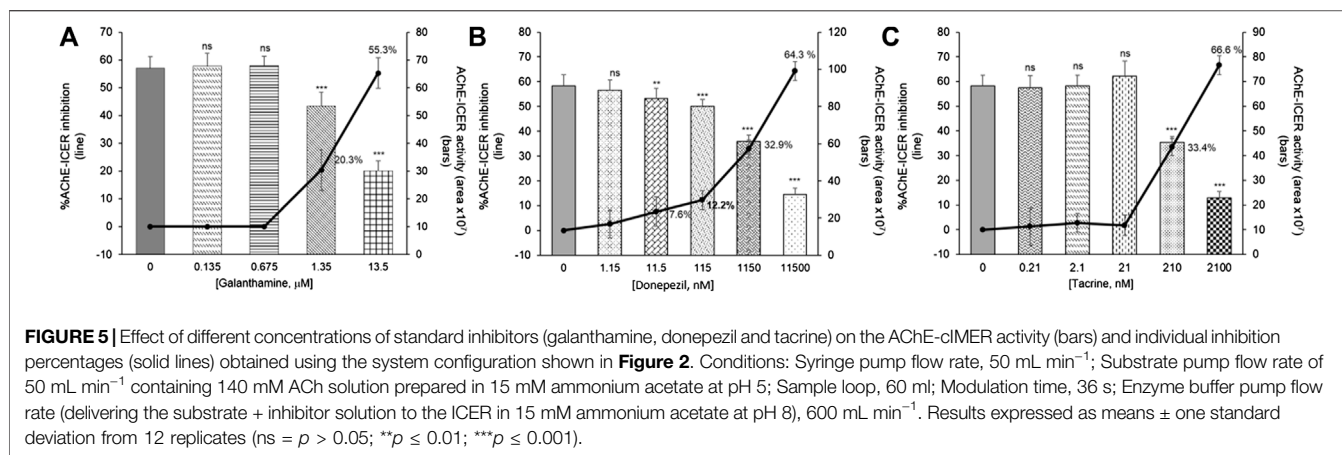 A
%AChE-ICER inhibition
(line)
70
60
50
40
30
20
10
0
-10
ns
ns
***
***
20.3%
55.3%
80
70
60
50
40
30
20
10
0
AChE-ICER activity (area x10⁷)
(bars)
0 0.135 0.675 1.35 13.5
[Galanthamine, µM]
B
%AChE-ICER inhibition
(line)
80
70
60
50
40
30
20
10
0
-10
ns
**
***
***
***
7.6%
12.2%
32.9%
64.3%
120
100
80
60
40
20
0
AChE-ICER activity (area x10⁷)
(bars)
0 1.15 11.5 115 1150 11500
[Donepezil, nM]
C
%AChE-ICER inhibition
(line)
80
70
60
50
40
30
20
10
0
-10
ns
ns
ns
***
***
33.4%
66.6 %
90
80
70
60
50
40
30
20
10
0
AChE-ICER activity (area x10⁷)
(bars)
0 0.21 2.1 21 210 2100
[Tacrine, nM]
FIGURE 5 | Effect of different concentrations of standard inhibitors (galanthamine, donepezil and tacrine) on the AChE-cIMER activity (bars) and individual inhibition
percentages (solid lines) obtained using the system configuration shown in Figure 2. Conditions: Syringe pump flow rate, 50 mL min⁻¹; Substrate pump flow rate of
50 mL min⁻¹ containing 140 mM ACh solution prepared in 15 mM ammonium acetate at pH 5; Sample loop, 60 ml; Modulation time, 36 s; Enzyme buffer pump flow
rate (delivering the substrate + inhibitor solution to the ICER in 15 mM ammonium acetate at pH 8), 600 mL min⁻¹. Results expressed as means ± one standard
deviation from 12 replicates (ns = p > 0.05; **p ≤ 0.01; ***p ≤ 0.001).